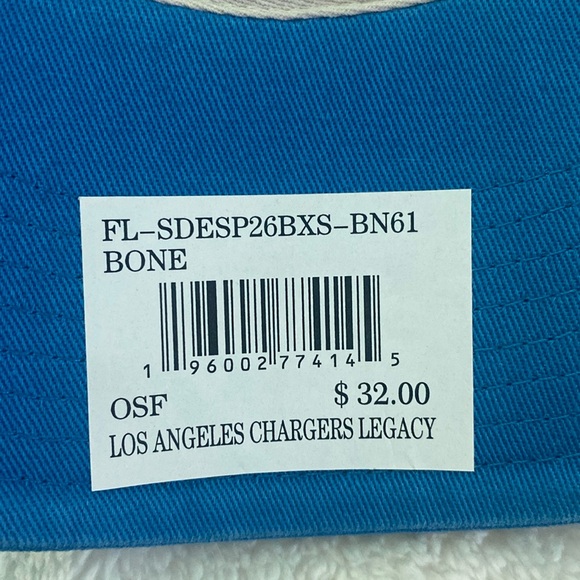 FL-SDESP26BXS-BN61
BONE
1 96002 77414 5
OSF $ 32.00
LOS ANGELES CHARGERS LEGACY